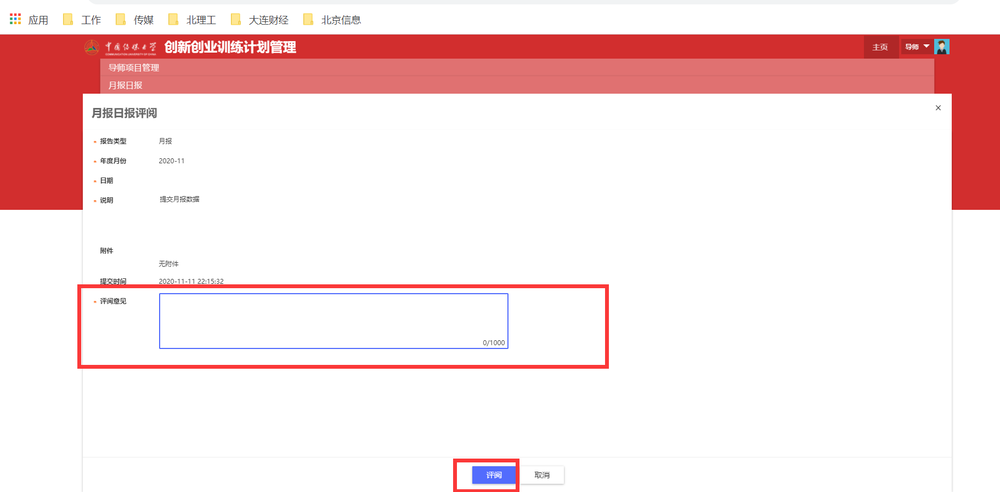 应用 工作 传媒 北理工 大连财经 北京信息
中国传媒大学 创新创业训练计划管理 主页 导师
COMMUNICATION UNIVERSITY OF CHINA
导师项目管理
月报日报
月报日报评阅 ×
* 报告类型 月报
* 年度月份 2020-11
* 日期
* 说明 提交月报数据
附件
无附件
提交时间 2020-11-11 22:15:32
* 评阅意见
0/1000
评阅 取消